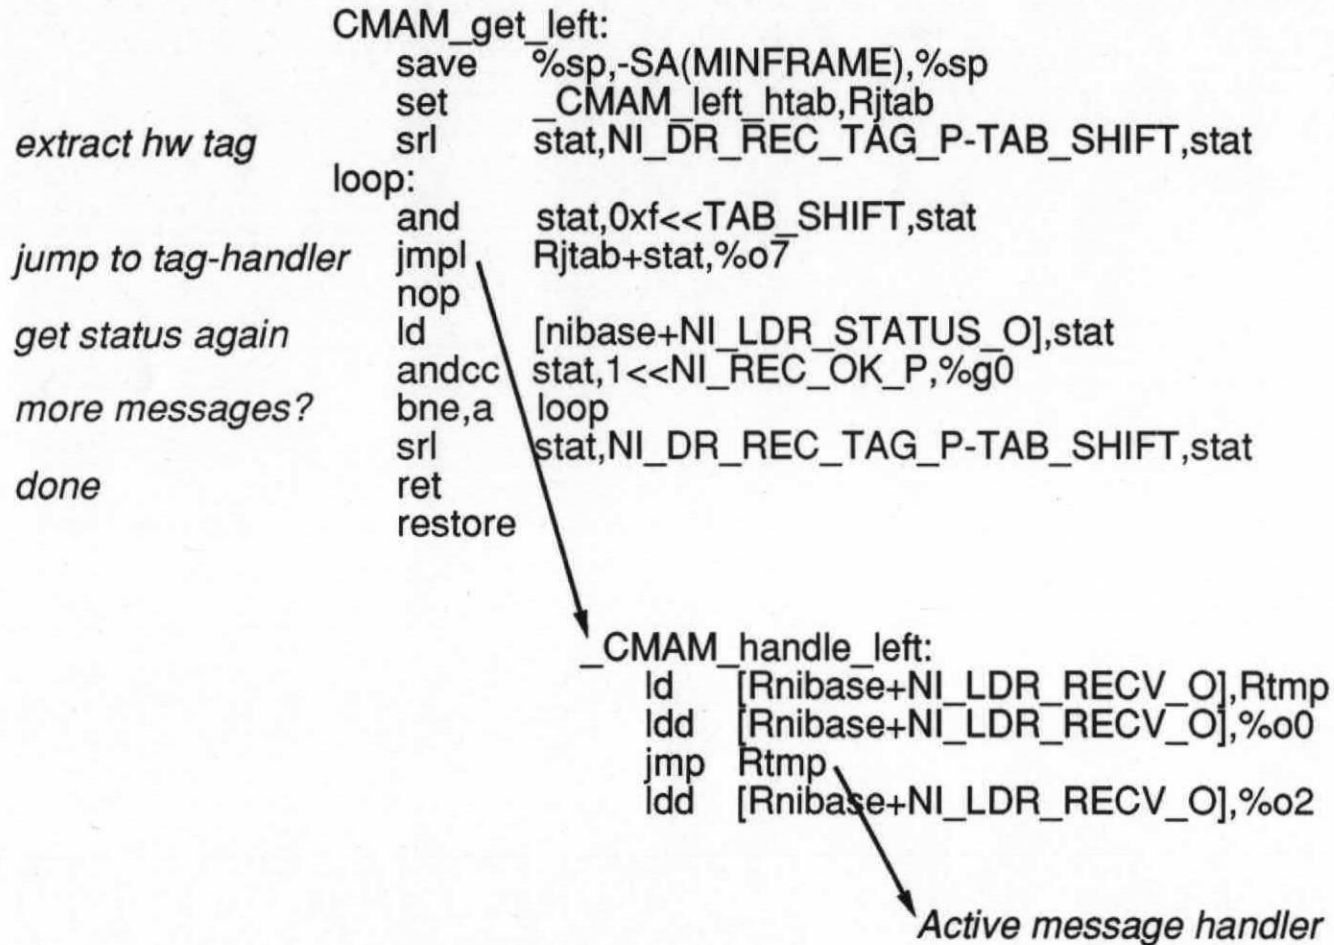 CMAM_get_left:
save %sp,-SA(MINFRAME),%sp
set _CMAM_left_htab,Rjtab
extract hw tag srl stat,NI_DR_REC_TAG_P-TAB_SHIFT,stat
loop:
and stat,0xf<<TAB_SHIFT,stat
jump to tag-handler jmpl Rjtab+stat,%o7
nop
get status again ld [nibase+NI_LDR_STATUS_O],stat
andcc stat,1<<NI_REC_OK_P,%g0
more messages? bne,a loop
srl stat,NI_DR_REC_TAG_P-TAB_SHIFT,stat
done ret
restore
_CMAM_handle_left:
ld [Rnibase+NI_LDR_RECV_O],Rtmp
ldd [Rnibase+NI_LDR_RECV_O],%o0
jmp Rtmp
ldd [Rnibase+NI_LDR_RECV_O],%o2
Active message handler